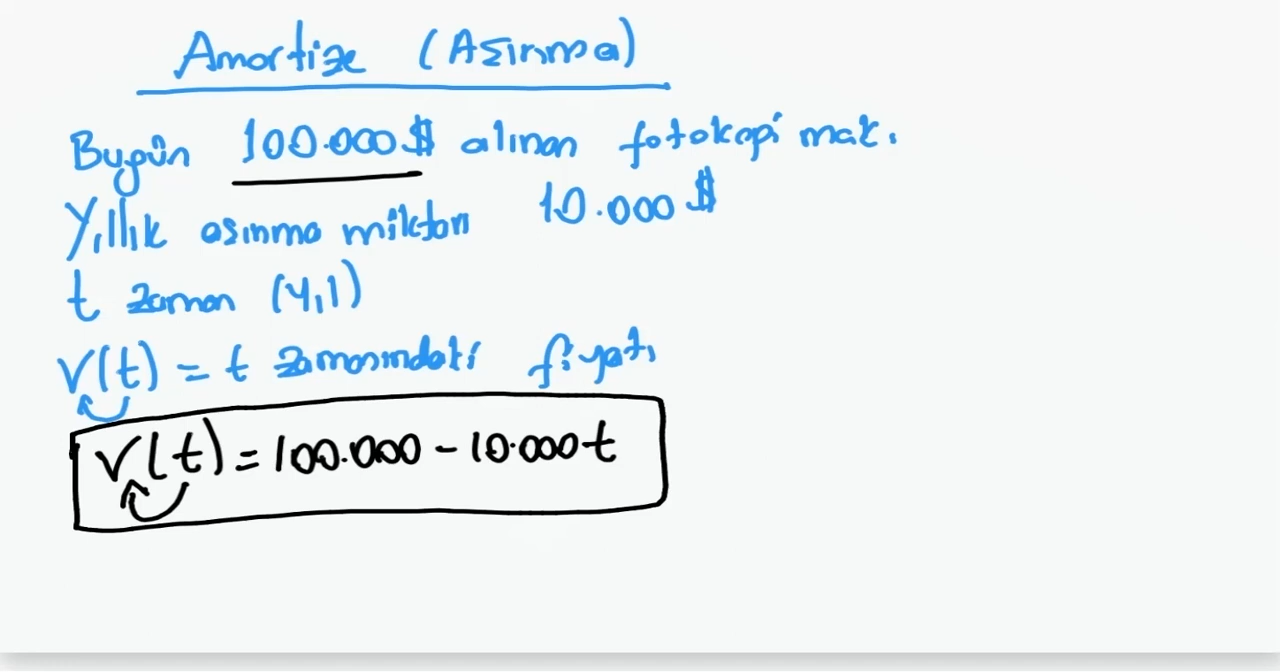 Amortize (Aşınma)
Bugün 100.000$ alınan fotokopi mak.
Yıllık aşınma miktarı 10.000$
t zaman (Yıl)
V(t) = t zamanındaki fiyatı
V(t) = 100.000 - 10.000t